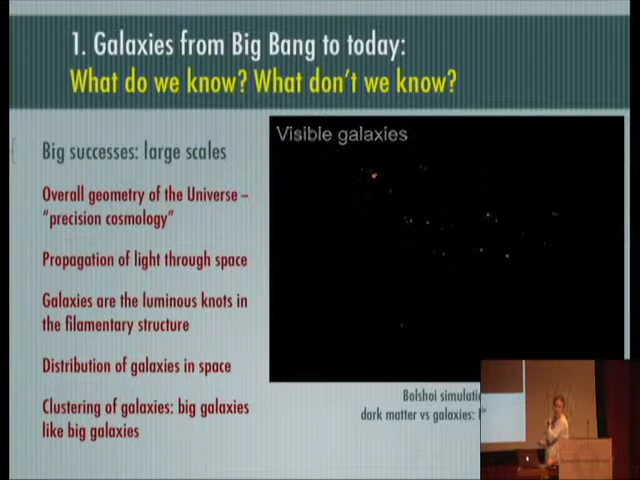 1. Galaxies from Big Bang to today:
What do we know? What don't we know?
Big successes: large scales
Overall geometry of the Universe –
"precision cosmology"
Propagation of light through space
Galaxies are the luminous knots in
the filamentary structure
Distribution of galaxies in space
Clustering of galaxies: big galaxies
like big galaxies
Visible galaxies
Bolshoi simulatio
dark matter vs galaxies: